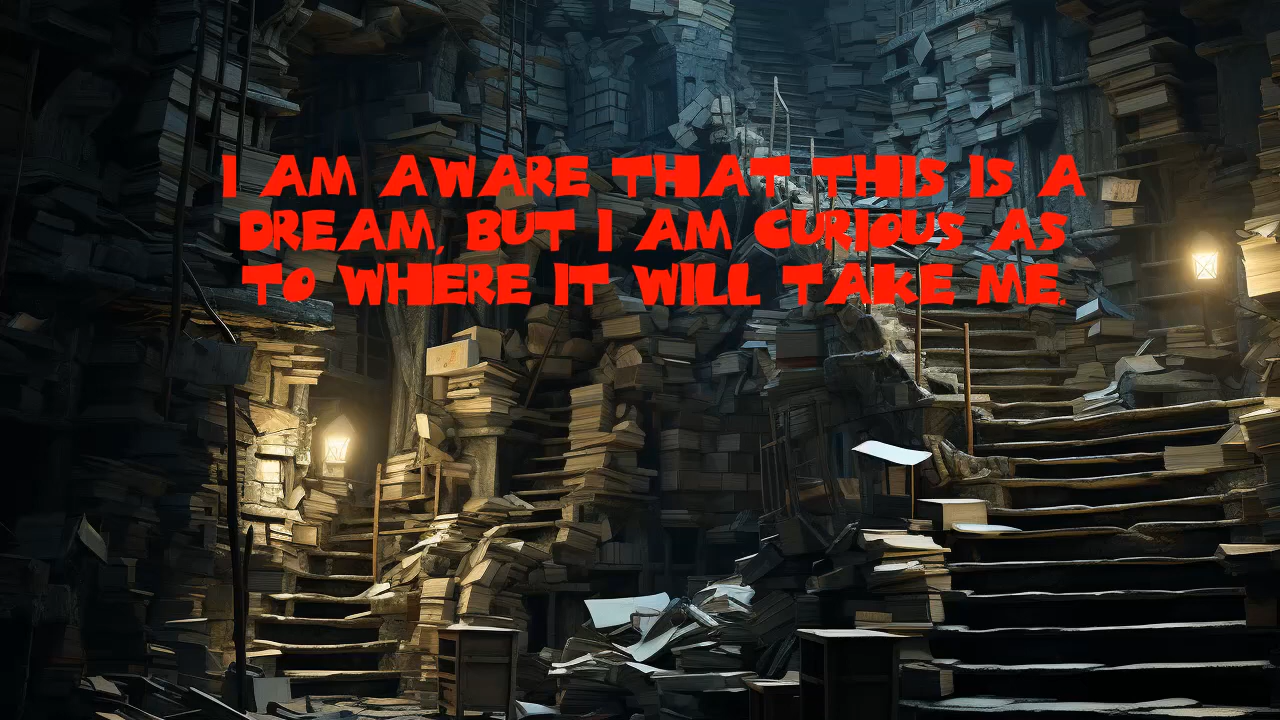 I AM AWARE THAT THIS IS A
DREAM, BUT I AM CURIOUS AS
TO WHERE IT WILL TAKE ME.